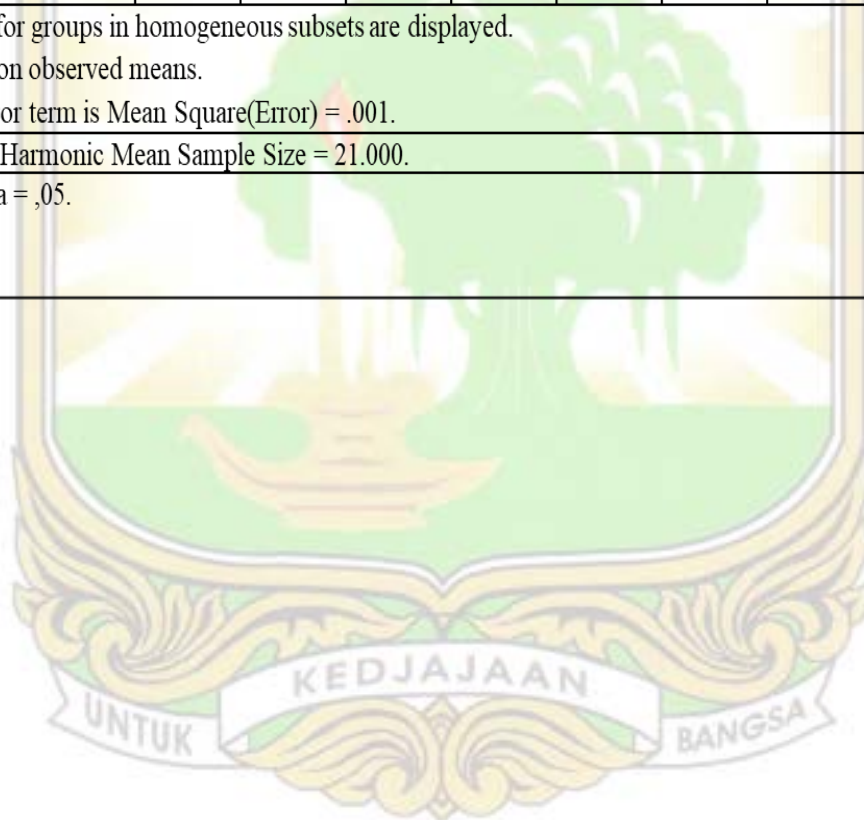 for groups in homogeneous subsets are displayed.
on observed means.
or term is Mean Square(Error) = .001.
Harmonic Mean Sample Size = 21.000.
a = ,05.
KEDJAJAAN
UNTUK BANGSA